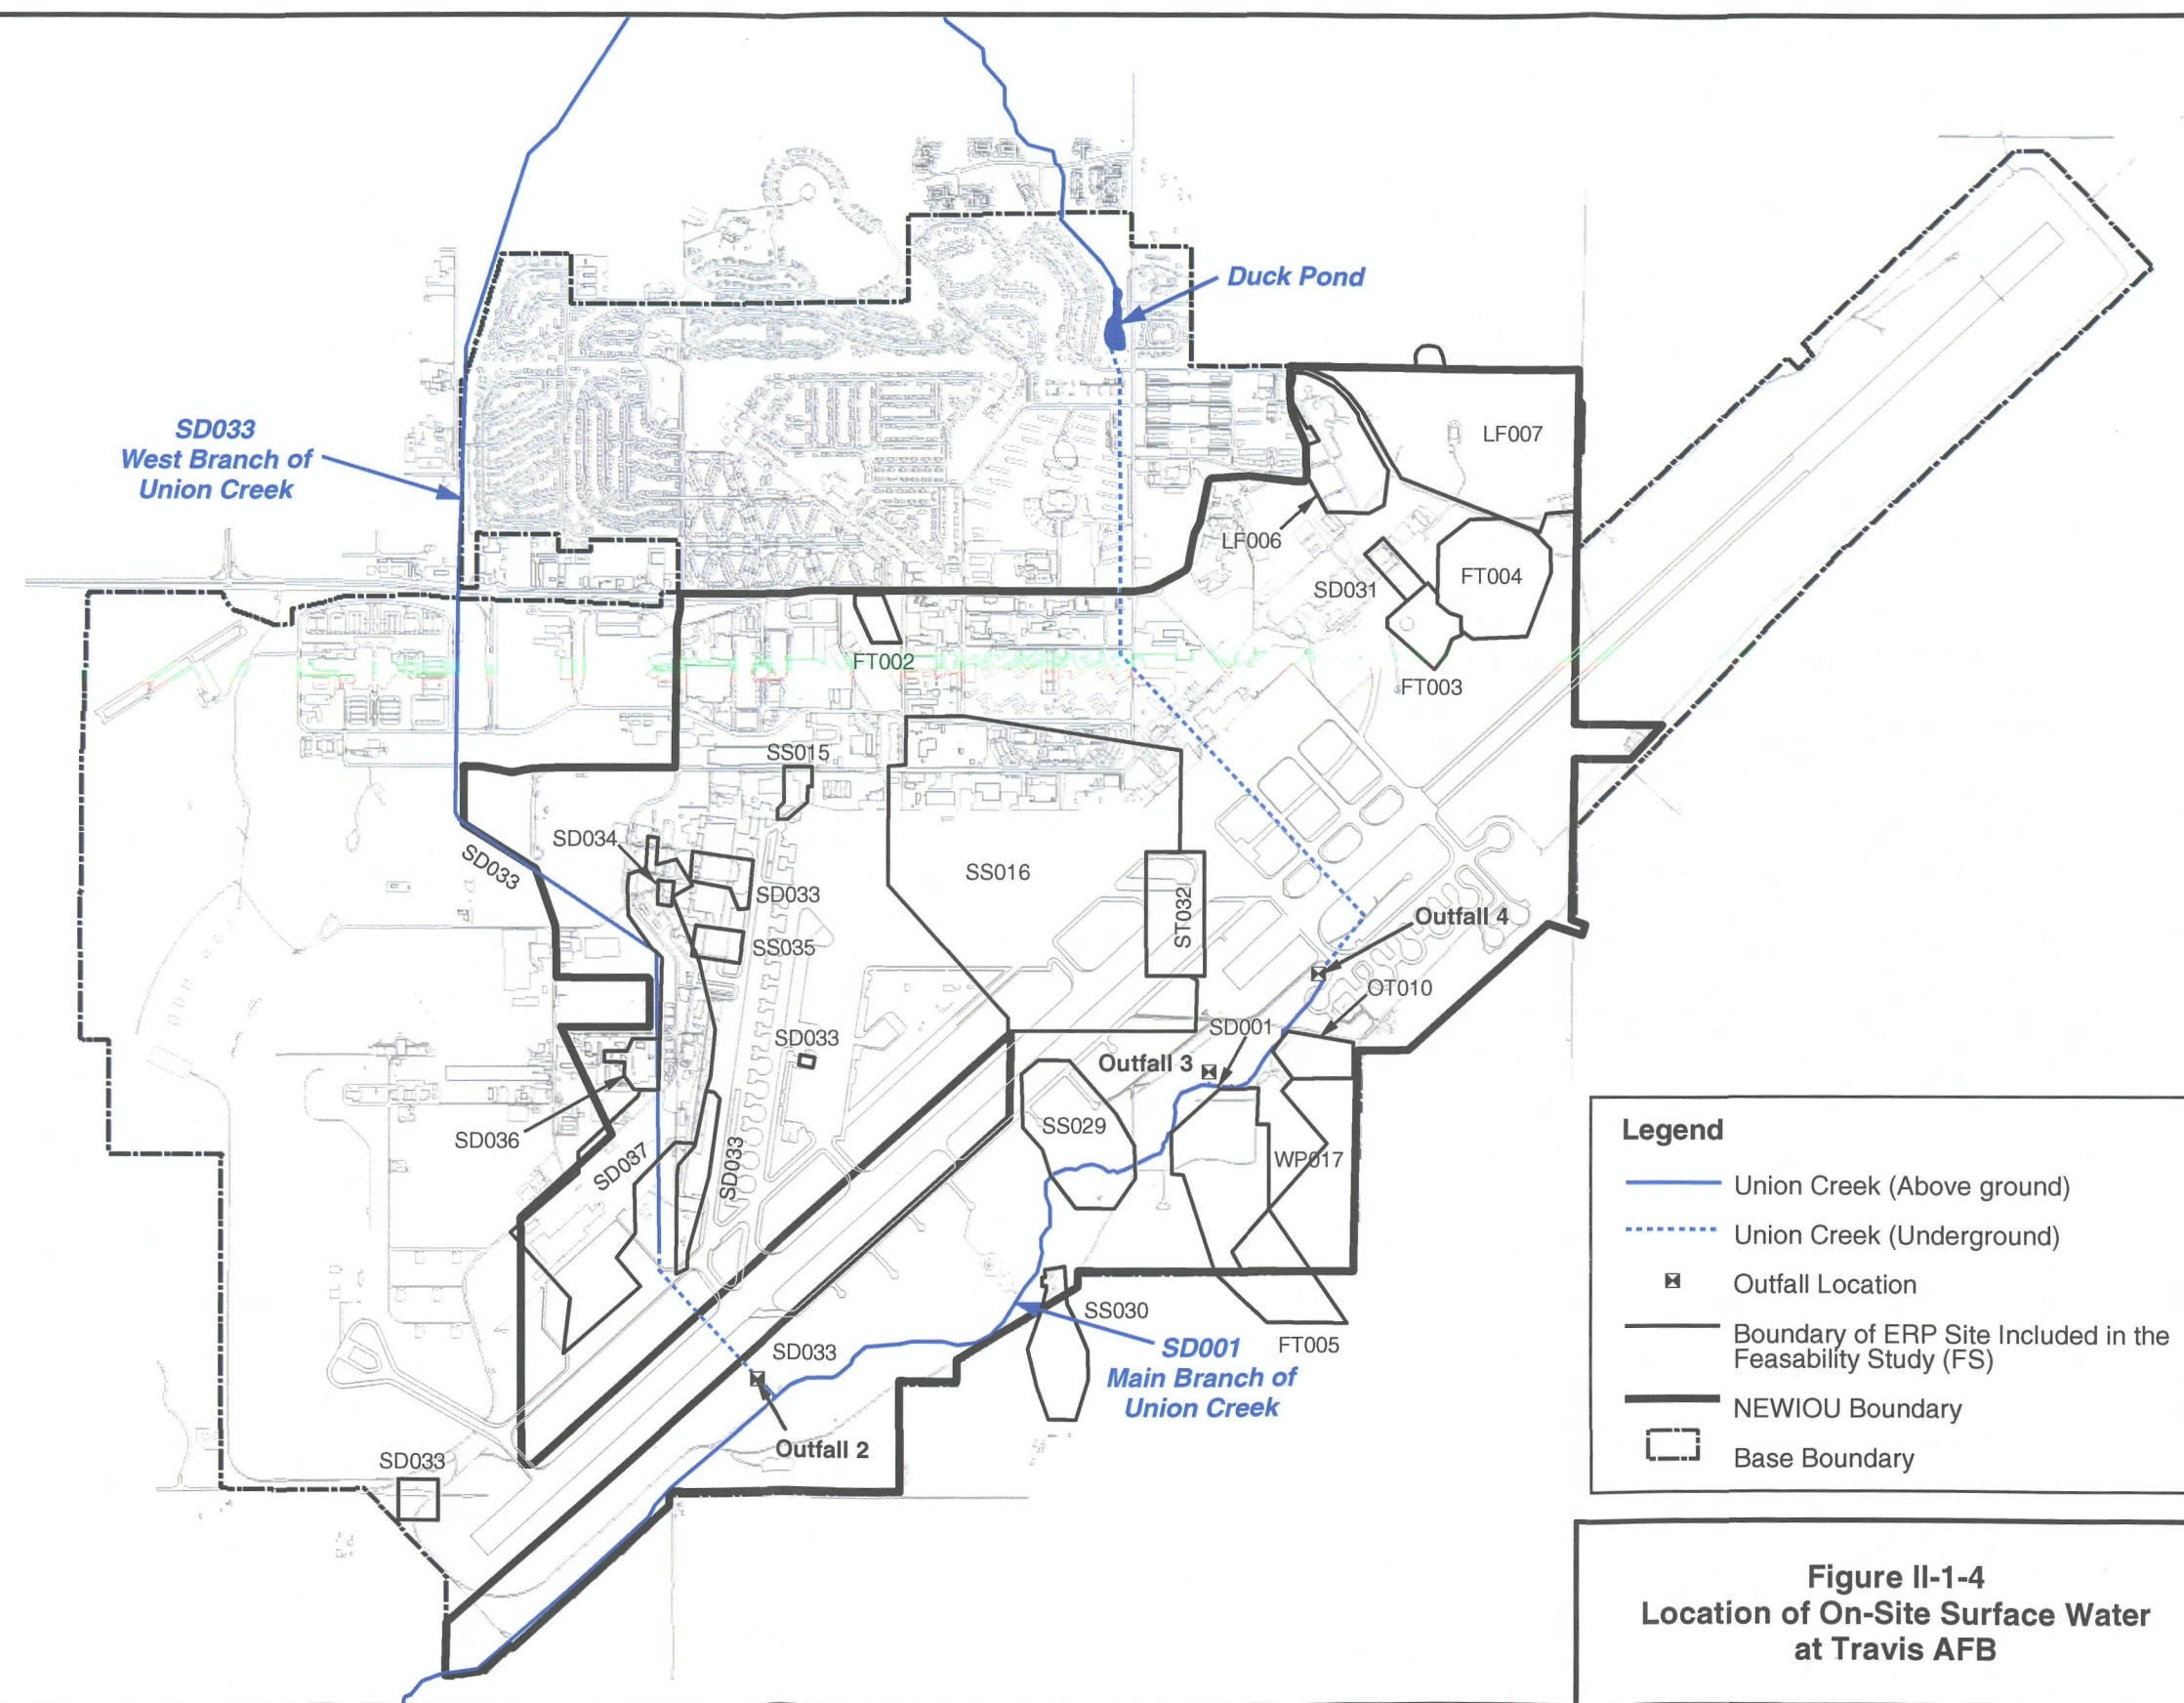 Duck Pond
SD033
West Branch of
Union Creek
LF007
LF006
SD031
FT004
FT002
FT003
SS015
SD034
SD033
SD033
SS016
ST032
SS035
Outfall 4
OT010
SD033
SD001
Outfall 3
SS029
SD036
SD037
SD033
WP017
SS030
SD033
FT005
SD001
Main Branch of
Union Creek
Outfall 2
SD033
Legend
Union Creek (Above ground)
Union Creek (Underground)
Outfall Location
Boundary of ERP Site Included in the
Feasability Study (FS)
NEWIOU Boundary
Base Boundary
Figure II-1-4
Location of On-Site Surface Water
at Travis AFB